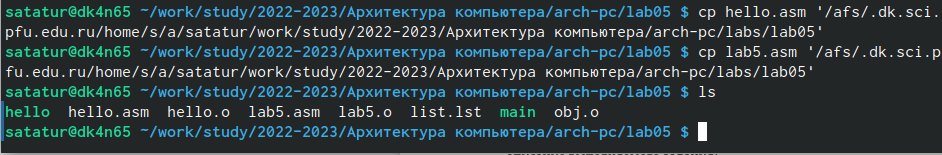 satatur@dk4n65 ~/work/study/2022-2023/Архитектура компьютера/arch-pc/lab05 $ cp hello.asm '/afs/.dk.sci.
pfu.edu.ru/home/s/a/satatur/work/study/2022-2023/Архитектура компьютера/arch-pc/labs/lab05'
satatur@dk4n65 ~/work/study/2022-2023/Архитектура компьютера/arch-pc/lab05 $ cp lab5.asm '/afs/.dk.sci.p
fu.edu.ru/home/s/a/satatur/work/study/2022-2023/Архитектура компьютера/arch-pc/labs/lab05'
satatur@dk4n65 ~/work/study/2022-2023/Архитектура компьютера/arch-pc/lab05 $ ls
hello hello.asm hello.o lab5.asm lab5.o list.lst main obj.o
satatur@dk4n65 ~/work/study/2022-2023/Архитектура компьютера/arch-pc/lab05 $